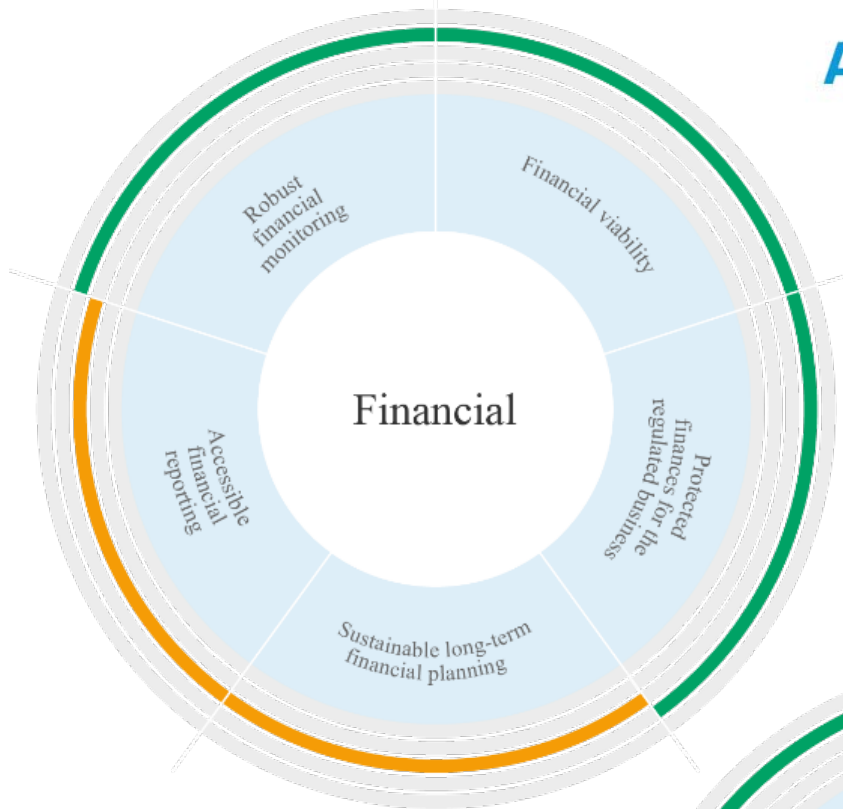 A
Robust
financial
monitoring
Financial viability
Financial
Protected
finances for the
regulated business
Accessible
financial
reporting
Sustainable long-term
financial planning